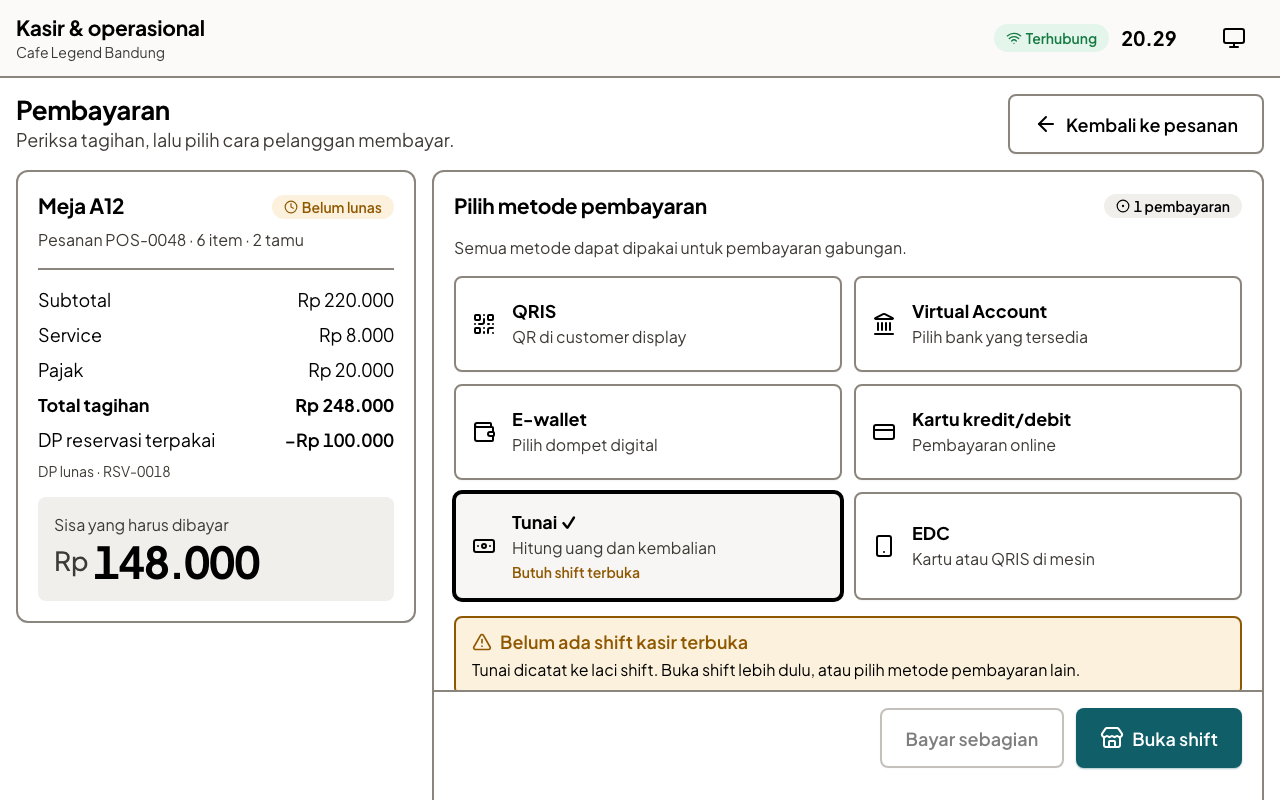 Kasir & operasional
Cafe Legend Bandung
Terhubung
20.29
Pembayaran
Periksa tagihan, lalu pilih cara pelanggan membayar.
Kembali ke pesanan
Meja A12
Belum lunas
Pesanan POS-0048 · 6 item · 2 tamu
Subtotal Rp 220.000
Service Rp 8.000
Pajak Rp 20.000
Total tagihan Rp 248.000
DP reservasi terpakai −Rp 100.000
DP lunas · RSV-0018
Sisa yang harus dibayar
Rp 148.000
Pilih metode pembayaran
1 pembayaran
Semua metode dapat dipakai untuk pembayaran gabungan.
QRIS
QR di customer display
Virtual Account
Pilih bank yang tersedia
E-wallet
Pilih dompet digital
Kartu kredit/debit
Pembayaran online
Tunai ✓
Hitung uang dan kembalian
Butuh shift terbuka
EDC
Kartu atau QRIS di mesin
Belum ada shift kasir terbuka
Tunai dicatat ke laci shift. Buka shift lebih dulu, atau pilih metode pembayaran lain.
Bayar sebagian
Buka shift